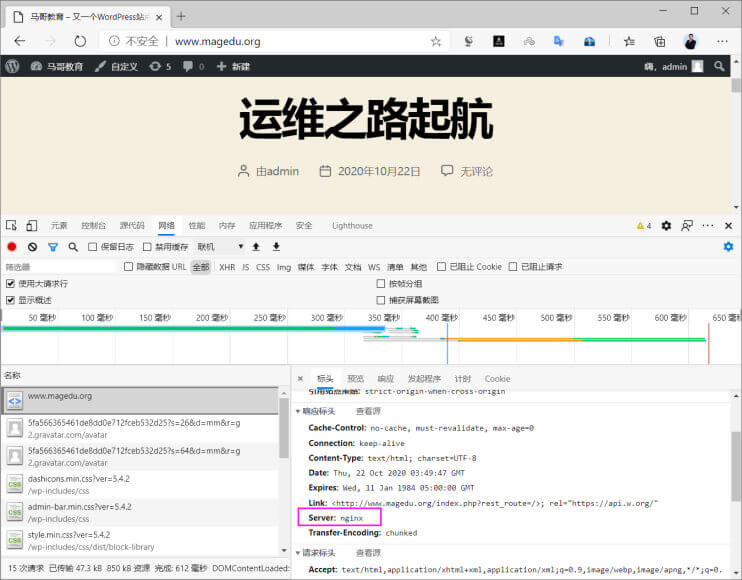 马哥教育 – 又一个WordPress站点
不安全 | www.magedu.org
马哥教育 自定义 5 0 新建 嗨，admin
运维之路起航
由admin 2020年10月22日 无评论
元素 控制台 源代码 网络 性能 内存 应用程序 安全 Lighthouse 4
保留日志 禁用缓存 联机
筛选器 隐藏数据 URL 全部 XHR JS CSS Img 媒体 字体 文档 WS 清单 其他 已阻止 Cookie 已阻止请求
使用大请求行 按帧分组
显示概述 捕获屏幕截图
50 毫秒 100 毫秒 150 毫秒 200 毫秒 250 毫秒 300 毫秒 350 毫秒 400 毫秒 450 毫秒 500 毫秒 550 毫秒 600 毫秒 650 毫秒
名称
www.magedu.org
5fa566365461de8dd0e712fceb532d25?s=26&d=mm&r=g
2.gravatar.com/avatar
5fa566365461de8dd0e712fceb532d25?s=64&d=mm&r=g
2.gravatar.com/avatar
dashicons.min.css?ver=5.4.2
/wp-includes/css
admin-bar.min.css?ver=5.4.2
/wp-includes/css
style.min.css?ver=5.4.2
/wp-includes/css/dist/block-library
15 次请求 已传输 47.3 kB 850 kB 资源 完成: 612 毫秒 DOMContentLoaded:
标头 预览 响应 发起程序 计时 Cookie
引用站点策略: strict-origin-when-cross-origin
响应标头 查看源
Cache-Control: no-cache, must-revalidate, max-age=0
Connection: keep-alive
Content-Type: text/html; charset=UTF-8
Date: Thu, 22 Oct 2020 03:49:47 GMT
Expires: Wed, 11 Jan 1984 05:00:00 GMT
Link: <http://www.magedu.org/index.php?rest_route=/>; rel="https://api.w.org/"
Server: nginx
Transfer-Encoding: chunked
请求标头 查看源
Accept: text/html,application/xhtml+xml,application/xml;q=0.9,image/webp,image/apng,*/*;q=0.